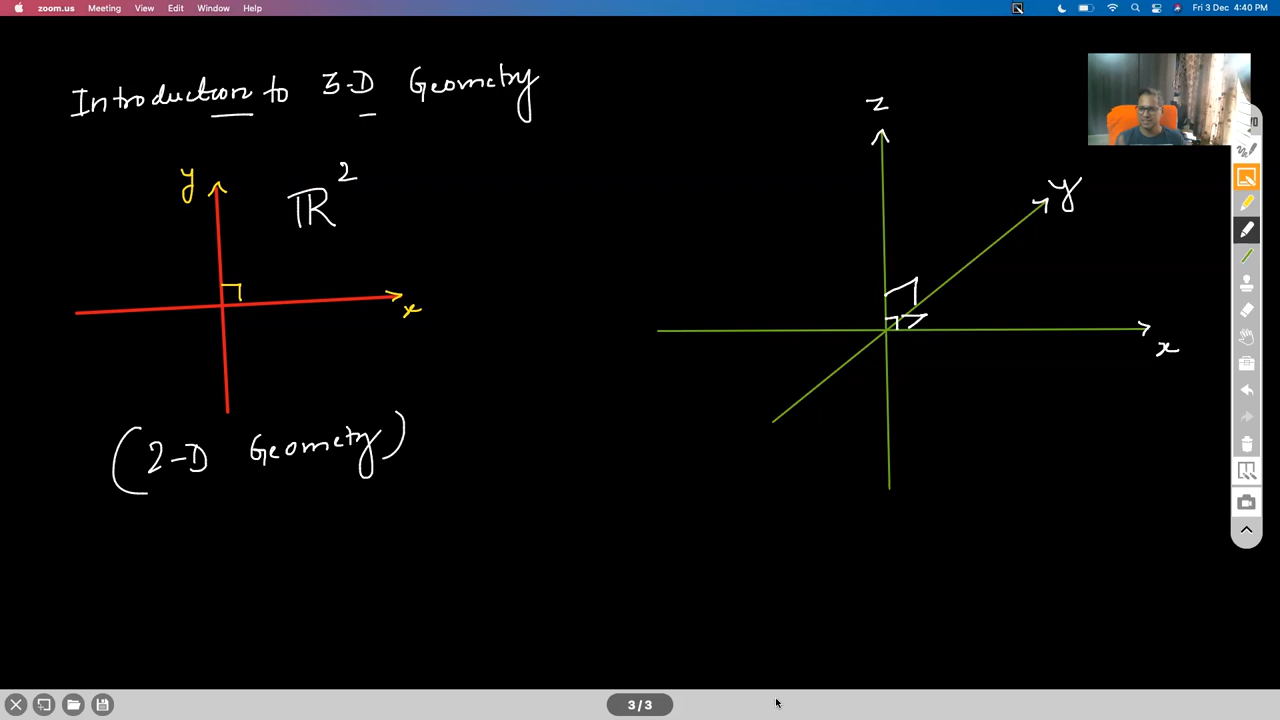 zoom.us Meeting View Edit Window Help Fri 3 Dec 4:40 PM
Introduction to 3-D Geometry
z
y
ℝ²
y
x
x
(2-D Geometry)
3/3